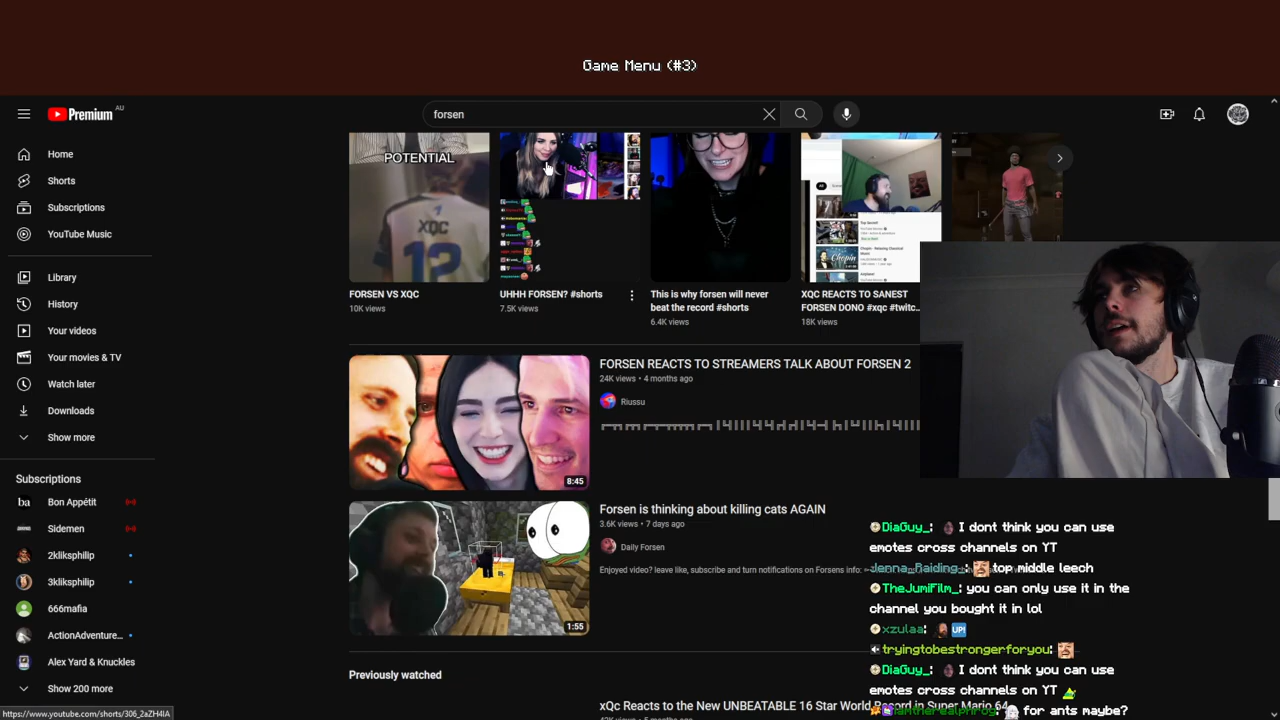 Game Menu (#3)
Premium AU
forsen
Home
Shorts
Subscriptions
YouTube Music
Library
History
Your videos
Your movies & TV
Watch later
Downloads
Show more
Subscriptions
Bon Appétit
Sidemen
2kliksphilip
3kliksphilip
666mafia
ActionAdventure...
Alex Yard & Knuckles
Show 200 more
POTENTIAL
XQC
12
FORSEN VS XQC
10K views
UHHH FORSEN? #shorts
7.5K views
This is why forsen will never
beat the record #shorts
6.4K views
XQC REACTS TO SANEST
FORSEN DONO #xqc #twitc...
18K views
8:45
FORSEN REACTS TO STREAMERS TALK ABOUT FORSEN 2
24K views • 4 months ago
Riussu
1:55
Forsen is thinking about killing cats AGAIN
3.6K views • 7 days ago
Daily Forsen
Enjoyed video? leave like, subscribe and turn notifications on Forsens info:
Previously watched
xQc Reacts to the New UNBEATABLE 16 Star World Record in Super Mario 64
DiaGuy_: I dont think you can use
emotes cross channels on YT
Jenna_Raiding_: top middle leech
TheJumiFilm_: you can only use it in the
channel you bought it in lol
xzulaa: UP!
tryingtobestrongerforyou:
DiaGuy_: I dont think you can use
emotes cross channels on YT
iamtherealphroy: for ants maybe?
https://www.youtube.com/shorts/306_2aZH4IA